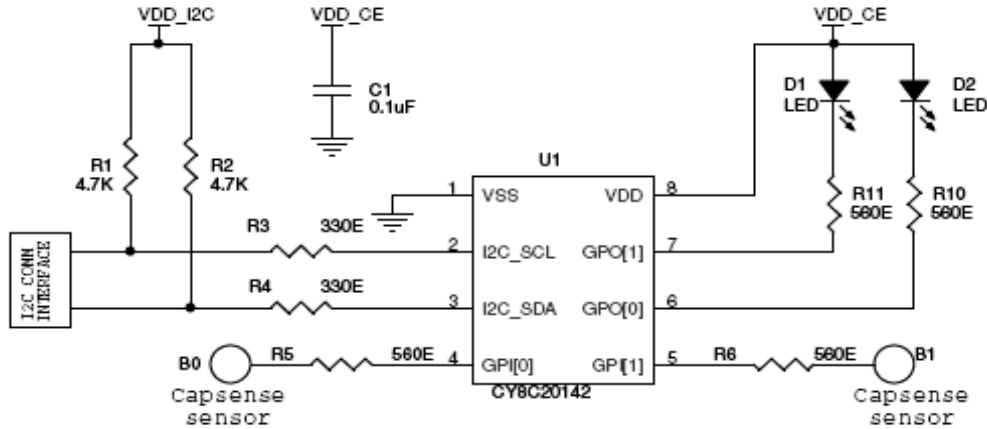 VDD_I2C
VDD_CE
VDD_CE
C1
0.1uF
D1
LED
D2
LED
R1
4.7K
R2
4.7K
U1
1
VSS
VDD
8
R11
560E
R10
560E
R3
330E
2
I2C_SCL
GPO[1]
7
I2C COMM
INTERFACE
R4
330E
3
I2C_SDA
GPO[0]
6
B0
R5
560E
4
GPI[0]
GPI[1]
5
R6
560E
B1
CY8C20142
Capsense
sensor
Capsense
sensor